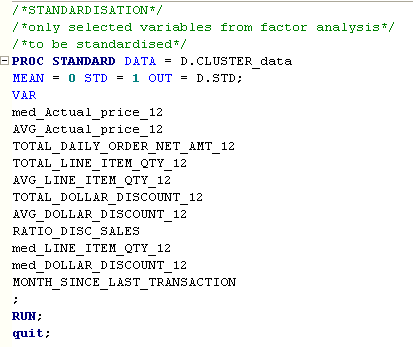 /*STANDARDISATION*/
/*only selected variables from factor analysis*/
/*to be standardised*/
PROC STANDARD DATA = D.CLUSTER_data
MEAN = 0 STD = 1 OUT = D.STD;
VAR
med_Actual_price_12
AVG_Actual_price_12
TOTAL_DAILY_ORDER_NET_AMT_12
TOTAL_LINE_ITEM_QTY_12
AVG_LINE_ITEM_QTY_12
TOTAL_DOLLAR_DISCOUNT_12
AVG_DOLLAR_DISCOUNT_12
RATIO_DISC_SALES
med_LINE_ITEM_QTY_12
med_DOLLAR_DISCOUNT_12
MONTH_SINCE_LAST_TRANSACTION
;
RUN;
quit;